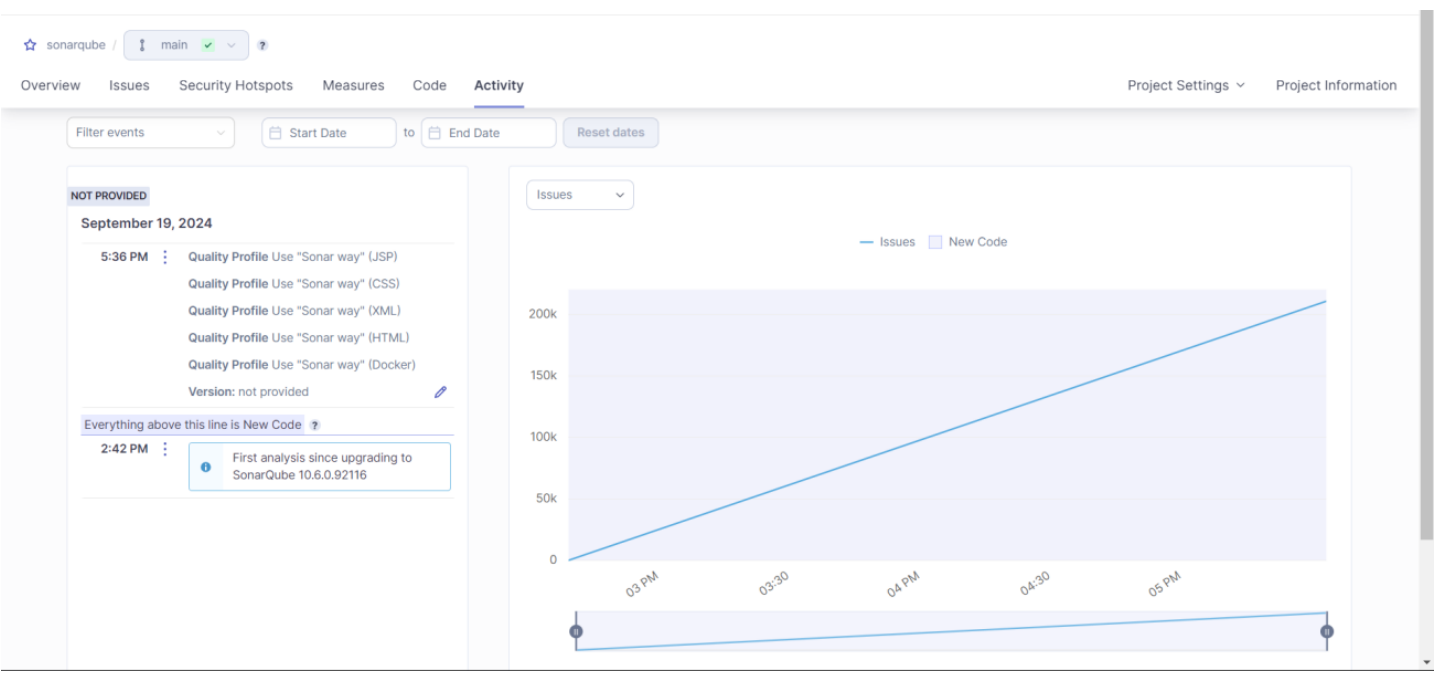 sonarqube / main ?
Overview Issues Security Hotspots Measures Code Activity Project Settings Project Information
Filter events Start Date to End Date Reset dates
NOT PROVIDED
September 19, 2024
5:36 PM Quality Profile Use "Sonar way" (JSP)
Quality Profile Use "Sonar way" (CSS)
Quality Profile Use "Sonar way" (XML)
Quality Profile Use "Sonar way" (HTML)
Quality Profile Use "Sonar way" (Docker)
Version: not provided
Everything above this line is New Code ?
2:42 PM First analysis since upgrading to
SonarQube 10.6.0.92116
Issues
Issues New Code
200k
150k
100k
50k
0
03 PM 03:30 04 PM 04:30 05 PM